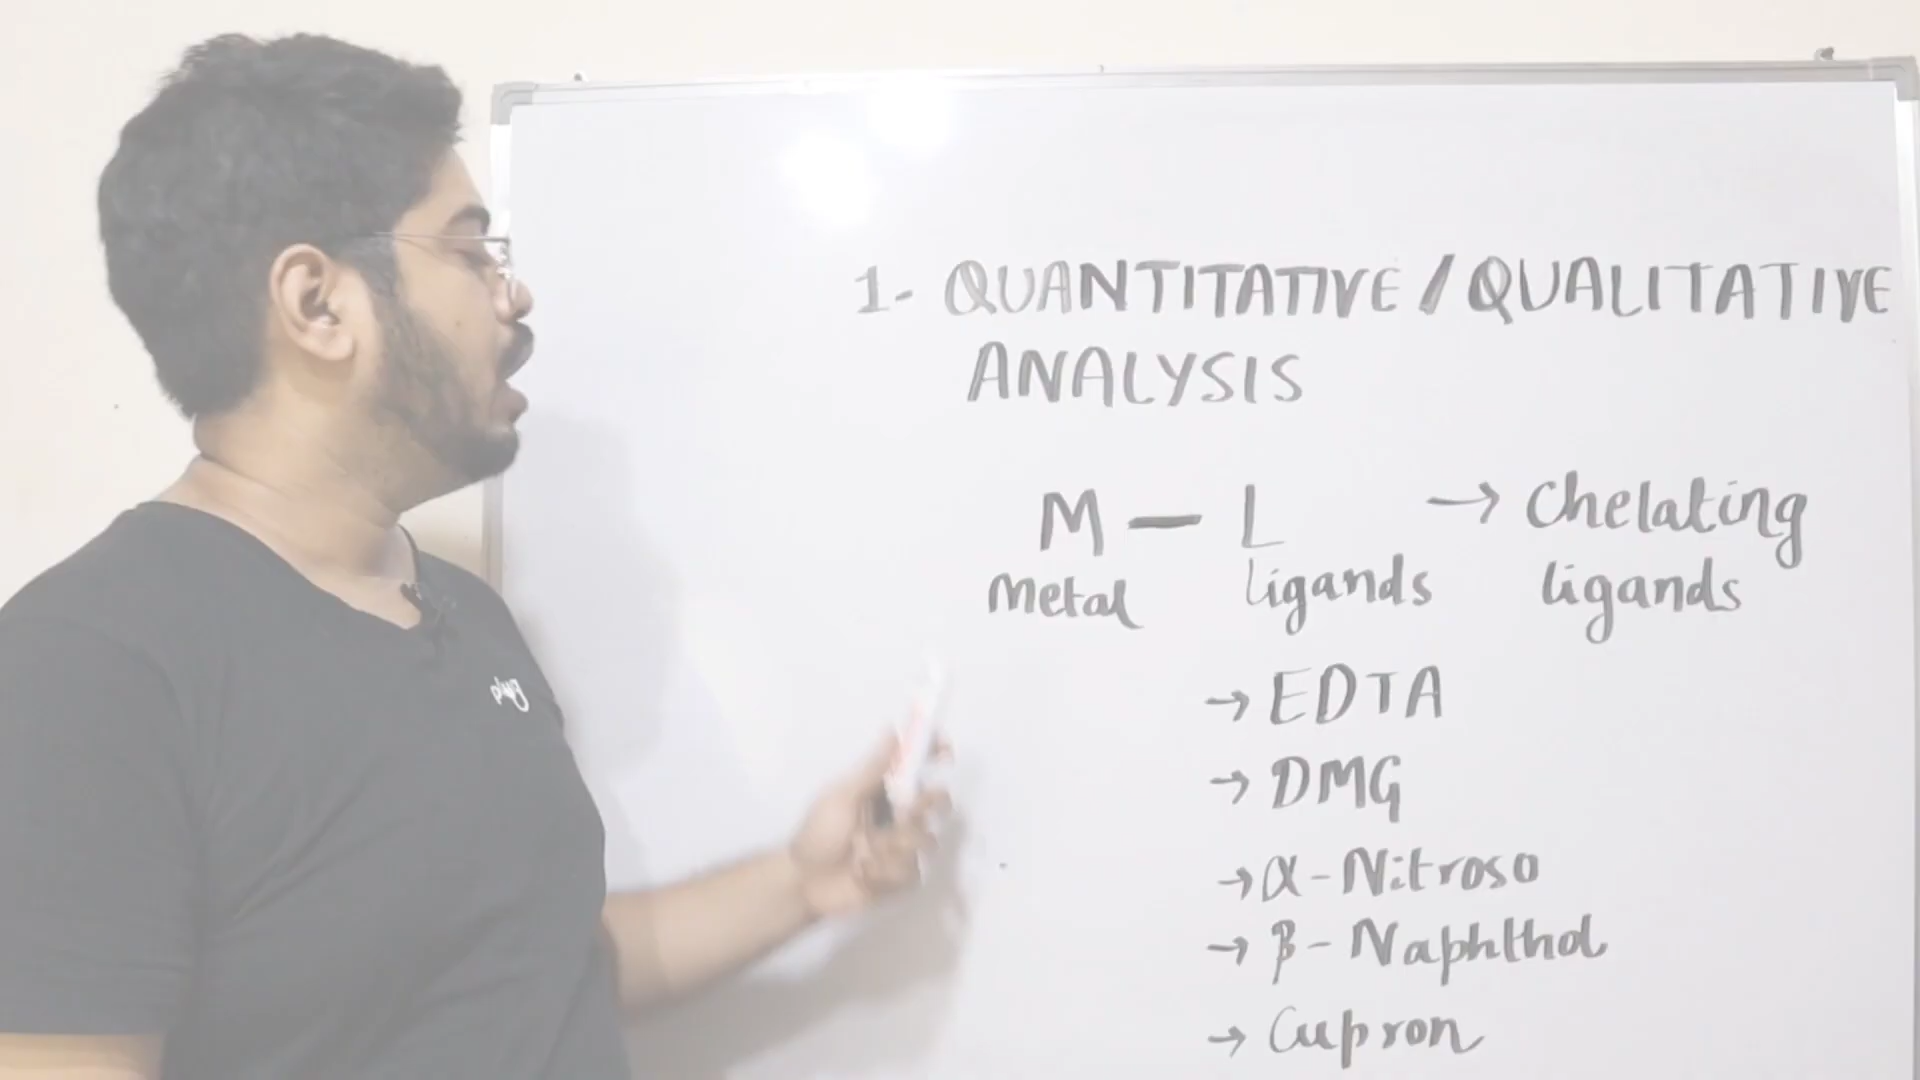 1- QUANTITATIVE / QUALITATIVE
ANALYSIS
M — L → Chelating
Metal ligands ligands
→ EDTA
→ DMG
→ α - Nitroso
→ β - Naphthol
→ Cupron